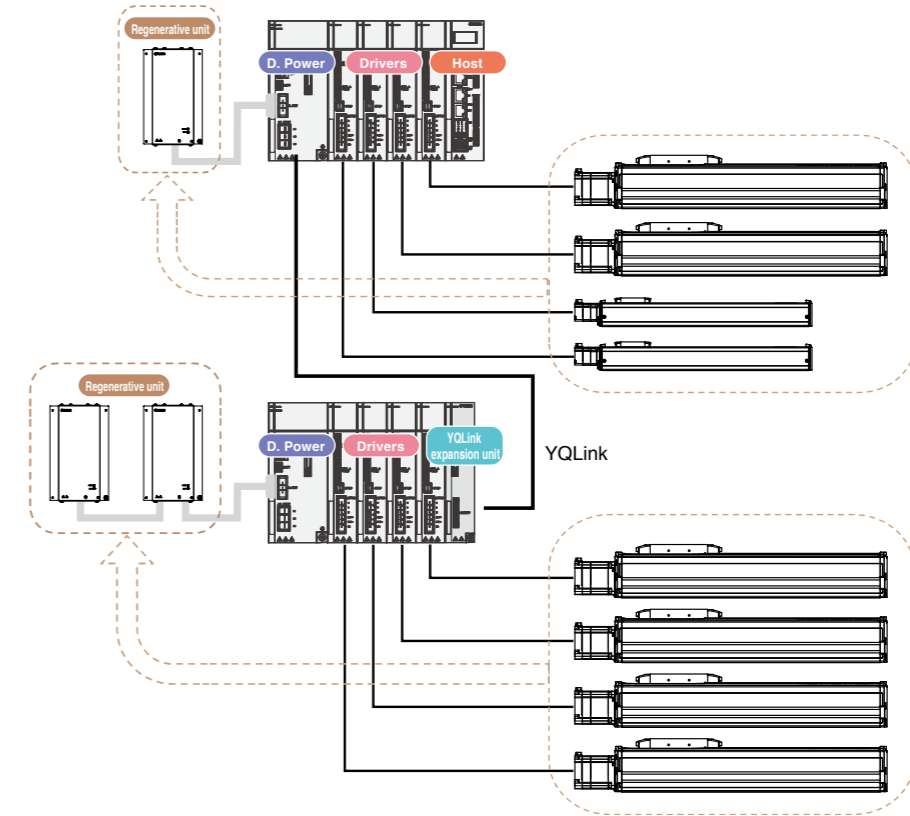 Regenerative unit
D. Power
Drivers
Host
Regenerative unit
D. Power
Drivers
YQLink
expansion unit
YQLink